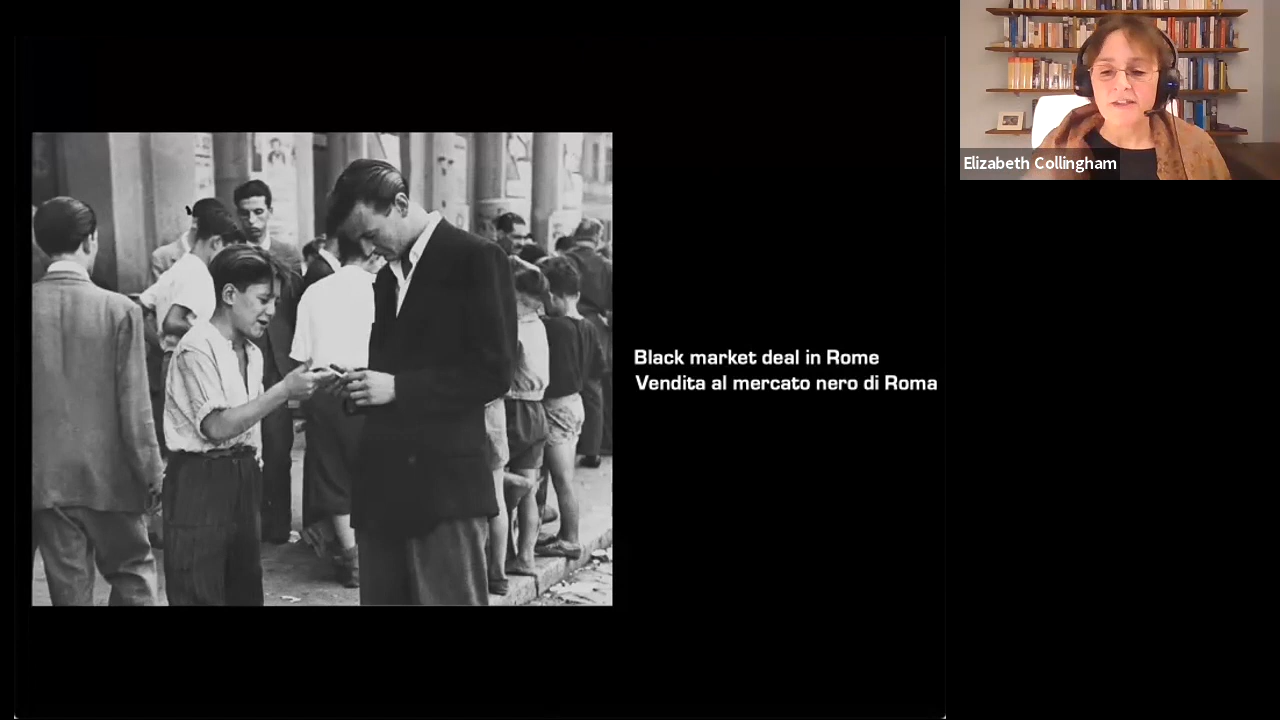 Elizabeth Collingham
Black market deal in Rome
Vendita al mercato nero di Roma